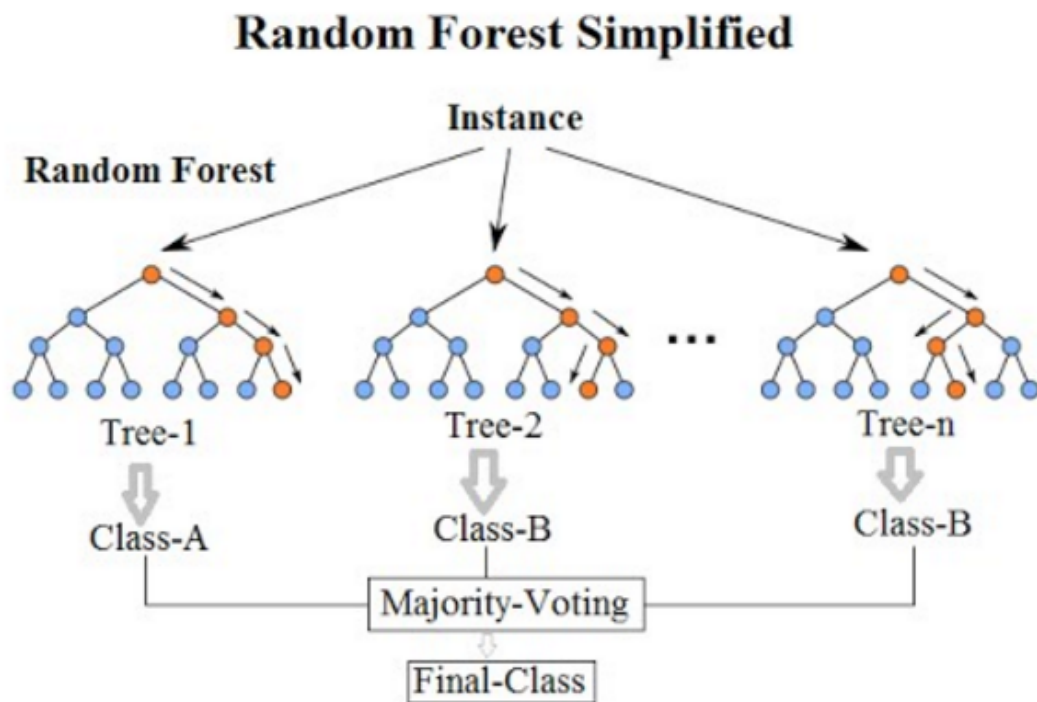 Random Forest Simplified
Instance
Random Forest
...
Tree-1
Tree-2
Tree-n
Class-A
Class-B
Class-B
Majority-Voting
Final-Class